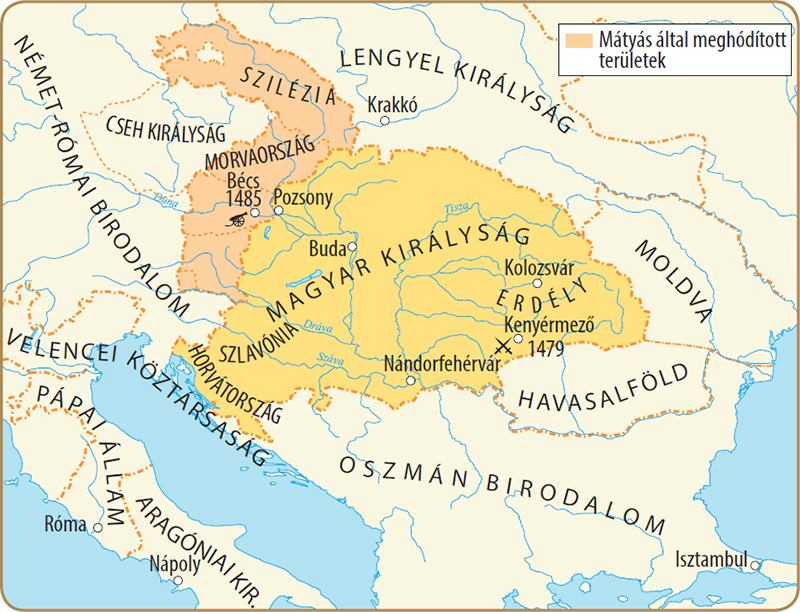 Mátyás által meghódított
területek
NÉMET-RÓMAI BIRODALOM
LENGYEL KIRÁLYSÁG
SZILÉZIA
Krakkó
CSEH KIRÁLYSÁG
MORVAORSZÁG
Bécs
1485
Pozsony
Duna
Tisza
Buda
MAGYAR KIRÁLYSÁG
Kolozsvár
ERDÉLY
MOLDVA
Kenyérmező
1479
Dráva
SZLAVÓNIA
Száva
HORVÁTORSZÁG
Nándorfehérvár
HAVASALFÖLD
VELENCEI KÖZTÁRSASÁG
PÁPAI ÁLLAM
OSZMÁN BIRODALOM
ARAGÓNIAI KIR.
Róma
Nápoly
Isztambul